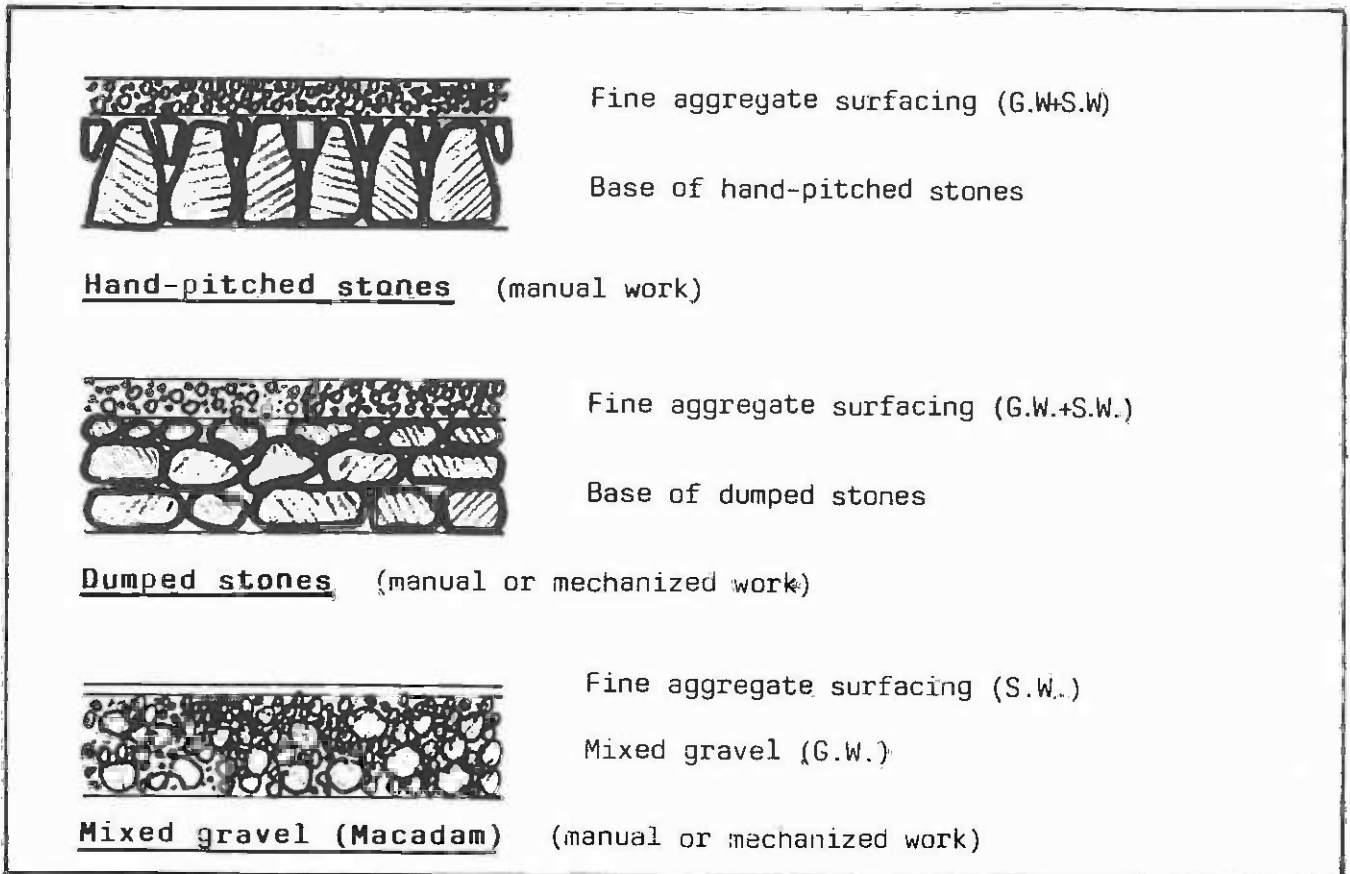 Fine aggregate surfacing (G.W+S.W)
Base of hand-pitched stones
Hand-pitched stones (manual work)
Fine aggregate surfacing (G.W.+S.W.)
Base of dumped stones
Dumped stones (manual or mechanized work)
Fine aggregate surfacing (S.W.)
Mixed gravel (G.W.)
Mixed gravel (Macadam) (manual or mechanized work)